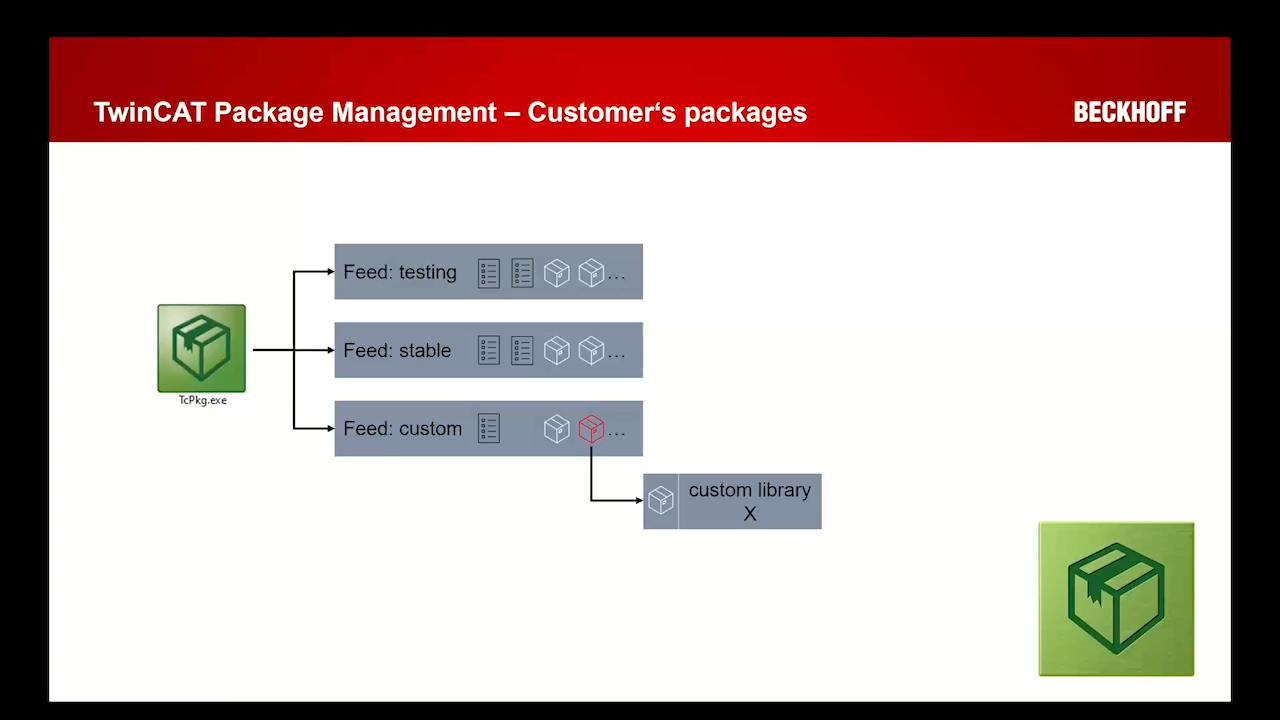 TwinCAT Package Management – Customer‘s packages
BECKHOFF
Feed: testing ...
TcPkg.exe
Feed: stable ...
Feed: custom ...
custom library
X